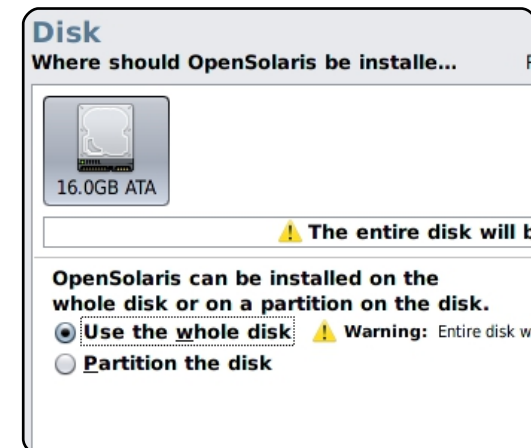 Disk
Where should OpenSolaris be installe...
16.0GB ATA
The entire disk will
OpenSolaris can be installed on the
whole disk or on a partition on the disk.
Use the whole disk Warning: Entire disk
Partition the disk